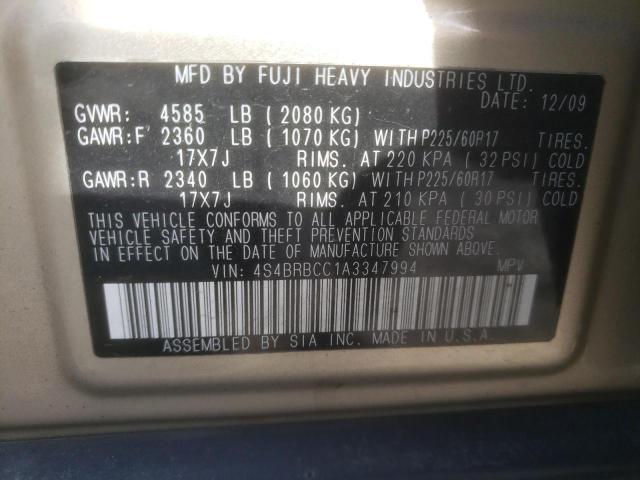 MFD BY FUJI HEAVY INDUSTRIES LTD.
DATE: 12/09
GVWR: 4585 LB (2080 KG)
GAWR:F 2360 LB (1070 KG) WITH P225/60R17 TIRES.
17X7J RIMS. AT 220 KPA (32 PSI) COLD
GAWR:R 2340 LB (1060 KG) WITH P225/60R17 TIRES.
17X7J RIMS. AT 210 KPA (30 PSI) COLD
THIS VEHICLE CONFORMS TO ALL APPLICABLE FEDERAL MOTOR
VEHICLE SAFETY AND THEFT PREVENTION STANDARDS
IN EFFECT ON THE DATE OF MANUFACTURE SHOWN ABOVE.
VIN: 4S4BRBCC1A3347994 MPV
ASSEMBLED BY SIA INC. MADE IN U.S.A.